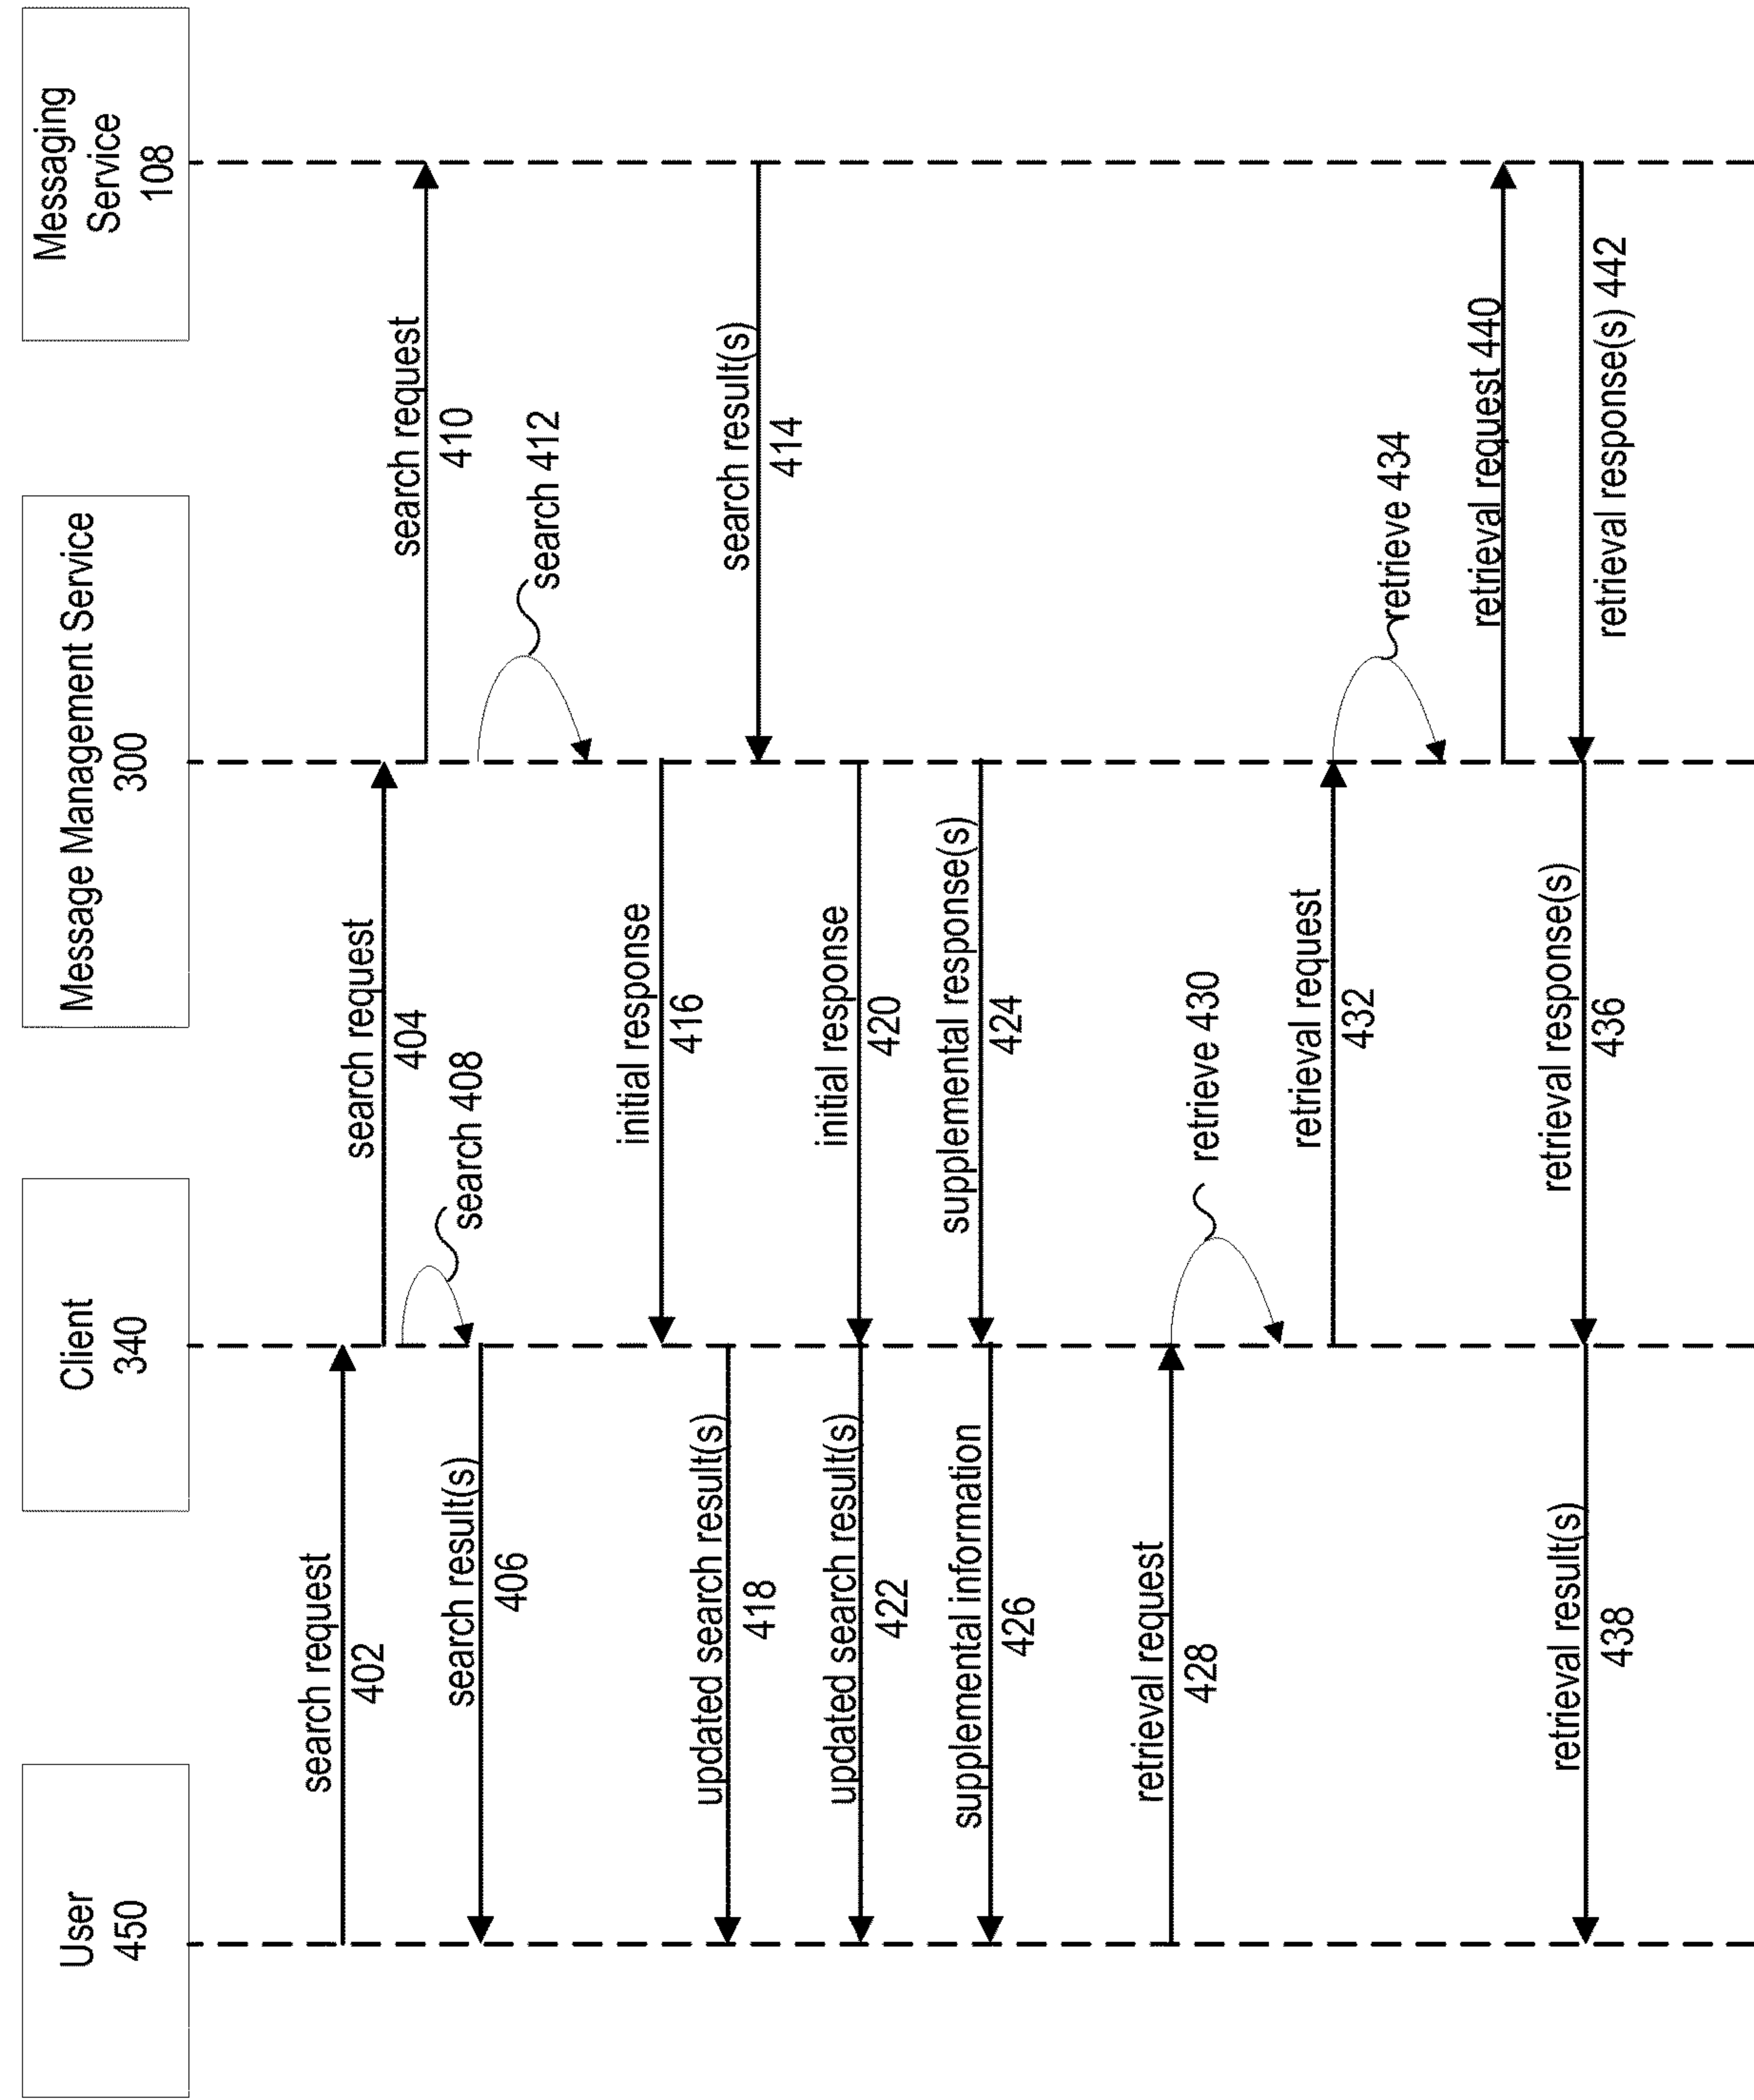 User
450
Client
340
Message Management Service
300
Messaging
Service
108
search request
402
search request
404
search request
410
search 408
search result(s)
406
search 412
initial response
416
updated search result(s)
418
search result(s)
414
initial response
420
updated search result(s)
422
supplemental response(s)
424
supplemental information
426
retrieval request
428
retrieve 430
retrieval request
432
retrieve 434
retrieval request 440
retrieval response(s) 442
retrieval response(s)
436
retrieval result(s)
438